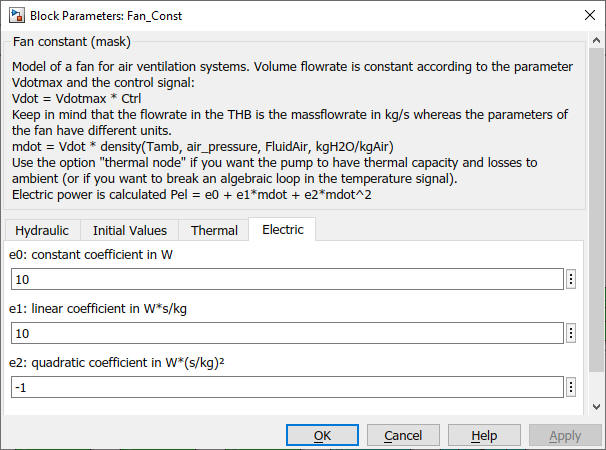 Block Parameters: Fan_Const
Fan constant (mask)
Model of a fan for air ventilation systems. Volume flowrate is constant according to the parameter
Vdotmax and the control signal:
Vdot = Vdotmax * Ctrl
Keep in mind that the flowrate in the THB is the massflowrate in kg/s whereas the parameters of
the fan have different units.
mdot = Vdot * density(Tamb, air_pressure, FluidAir, kgH2O/kgAir)
Use the option "thermal node" if you want the pump to have thermal capacity and losses to
ambient (or if you want to break an algebraic loop in the temperature signal).
Electric power is calculated Pel = e0 + e1*mdot + e2*mdot^2
Hydraulic Initial Values Thermal Electric
e0: constant coefficient in W
10
e1: linear coefficient in W*s/kg
10
e2: quadratic coefficient in W*(s/kg)²
-1
OK Cancel Help Apply